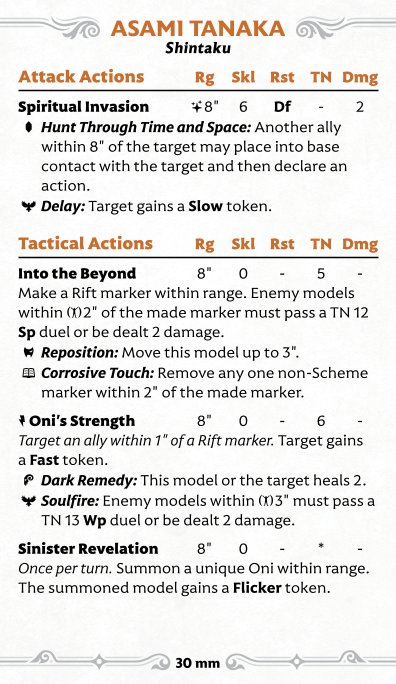 ASAMI TANAKA
Shintaku
Attack Actions Rg Skl Rst TN Dmg
Spiritual Invasion 8" 6 Df - 2
Hunt Through Time and Space: Another ally
within 8" of the target may place into base
contact with the target and then declare an
action.
Delay: Target gains a Slow token.
Tactical Actions Rg Skl Rst TN Dmg
Into the Beyond 8" 0 - 5 -
Make a Rift marker within range. Enemy models
within 2" of the made marker must pass a TN 12
Sp duel or be dealt 2 damage.
Reposition: Move this model up to 3".
Corrosive Touch: Remove any one non-Scheme
marker within 2" of the made marker.
Oni's Strength 8" 0 - 6 -
Target an ally within 1" of a Rift marker. Target gains
a Fast token.
Dark Remedy: This model or the target heals 2.
Soulfire: Enemy models within 3" must pass a
TN 13 Wp duel or be dealt 2 damage.
Sinister Revelation 8" 0 - * -
Once per turn. Summon a unique Oni within range.
The summoned model gains a Flicker token.
30 mm